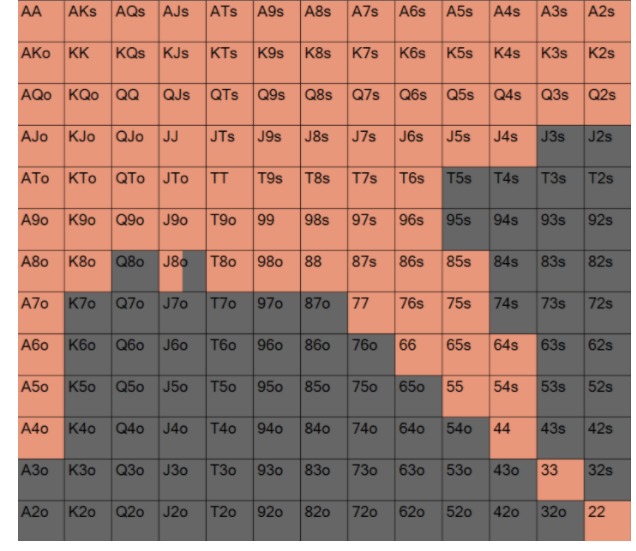 AA AKs AQs AJs ATs A9s A8s A7s A6s A5s A4s A3s A2s
AKo KK KQs KJs KTs K9s K8s K7s K6s K5s K4s K3s K2s
AQo KQo QQ QJs QTs Q9s Q8s Q7s Q6s Q5s Q4s Q3s Q2s
AJo KJo QJo JJ JTs J9s J8s J7s J6s J5s J4s J3s J2s
ATo KTo QTo JTo TT T9s T8s T7s T6s T5s T4s T3s T2s
A9o K9o Q9o J9o T9o 99 98s 97s 96s 95s 94s 93s 92s
A8o K8o Q8o J8o T8o 98o 88 87s 86s 85s 84s 83s 82s
A7o K7o Q7o J7o T7o 97o 87o 77 76s 75s 74s 73s 72s
A6o K6o Q6o J6o T6o 96o 86o 76o 66 65s 64s 63s 62s
A5o K5o Q5o J5o T5o 95o 85o 75o 65o 55 54s 53s 52s
A4o K4o Q4o J4o T4o 94o 84o 74o 64o 54o 44 43s 42s
A3o K3o Q3o J3o T3o 93o 83o 73o 63o 53o 43o 33 32s
A2o K2o Q2o J2o T2o 92o 82o 72o 62o 52o 42o 32o 22